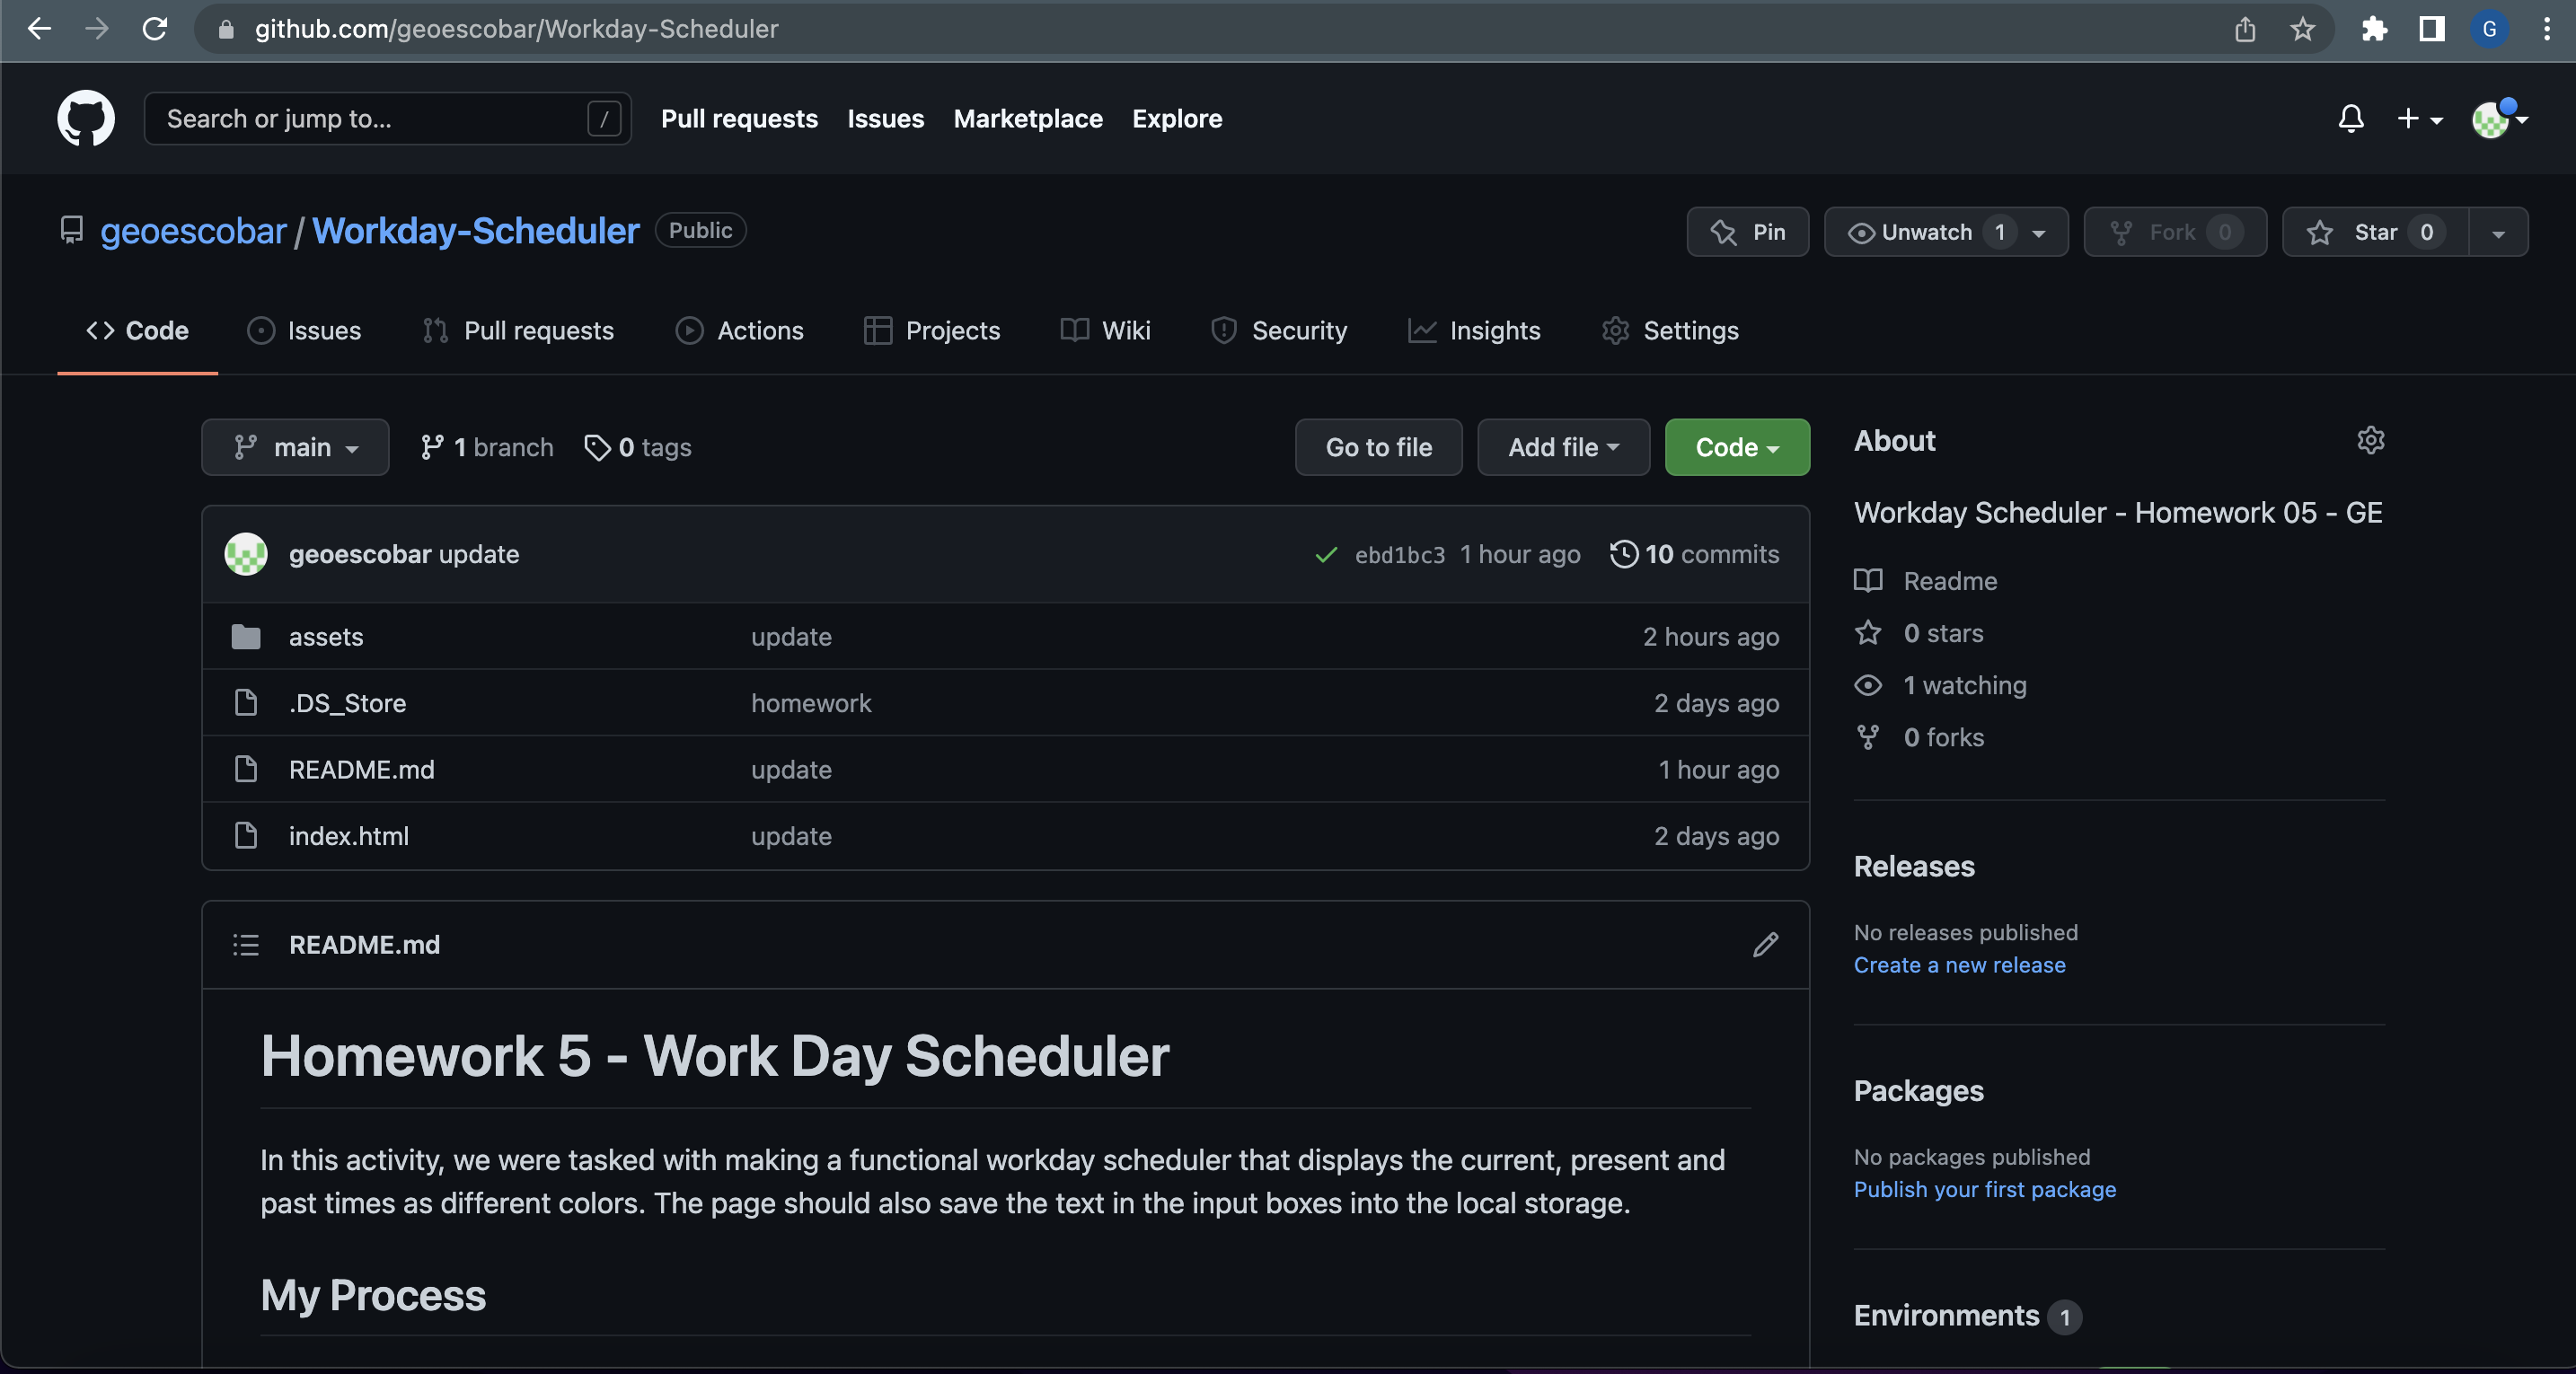 github.com/geoescobar/Workday-Scheduler
G
Search or jump to... /
Pull requests Issues Marketplace Explore
geoescobar / Workday-Scheduler Public
Pin Unwatch 1 Fork 0 Star 0
Code Issues Pull requests Actions Projects Wiki Security Insights Settings
main 1 branch 0 tags Go to file Add file Code
geoescobar update ebd1bc3 1 hour ago 10 commits
assets update 2 hours ago
.DS_Store homework 2 days ago
README.md update 1 hour ago
index.html update 2 days ago
README.md
Homework 5 - Work Day Scheduler
In this activity, we were tasked with making a functional workday scheduler that displays the current, present and
past times as different colors. The page should also save the text in the input boxes into the local storage.
My Process
About
Workday Scheduler - Homework 05 - GE
Readme
0 stars
1 watching
0 forks
Releases
No releases published
Create a new release
Packages
No packages published
Publish your first package
Environments 1